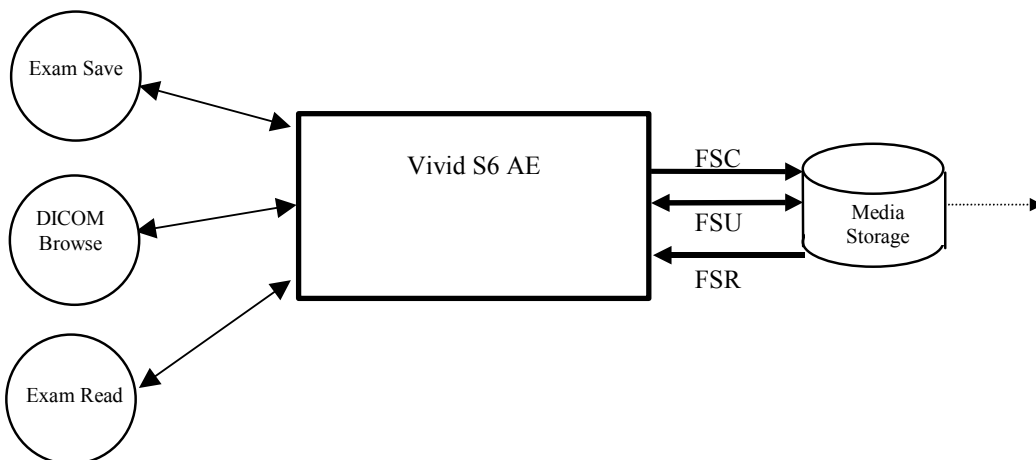 Exam Save
DICOM
Browse
Exam Read
Vivid S6 AE
FSC
FSU
FSR
Media
Storage